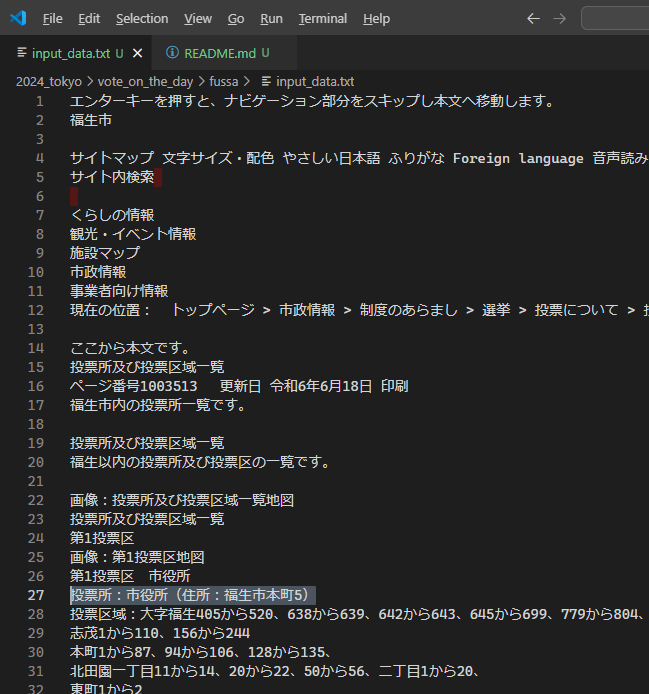 File Edit Selection View Go Run Terminal Help
input_data.txt U README.md U
2024_tokyo > vote_on_the_day > fussa > input_data.txt
1 エンターキーを押すと、ナビゲーション部分をスキップし本文へ移動します。
2 福生市
3
4 サイトマップ 文字サイズ・配色 やさしい日本語 ふりがな Foreign language 音声読み
5 サイト内検索
6
7 くらしの情報
8 観光・イベント情報
9 施設マップ
10 市政情報
11 事業者向け情報
12 現在の位置： トップページ > 市政情報 > 制度のあらまし > 選挙 > 投票について >
13
14 ここから本文です。
15 投票所及び投票区域一覧
16 ページ番号1003513 更新日 令和6年6月18日 印刷
17 福生市内の投票所一覧です。
18
19 投票所及び投票区域一覧
20 福生以内の投票所及び投票区の一覧です。
21
22 画像：投票所及び投票区域一覧地図
23 投票所及び投票区域一覧
24 第1投票区
25 画像：第1投票区地図
26 第1投票区 市役所
27 投票所：市役所（住所：福生市本町5）
28 投票区域：大字福生405から520、638から639、642から643、645から699、779から804、
29 志茂1から110、156から244
30 本町1から87、94から106、128から135、
31 北田園一丁目11から14、20から22、50から56、二丁目1から20、
32 東町1から2